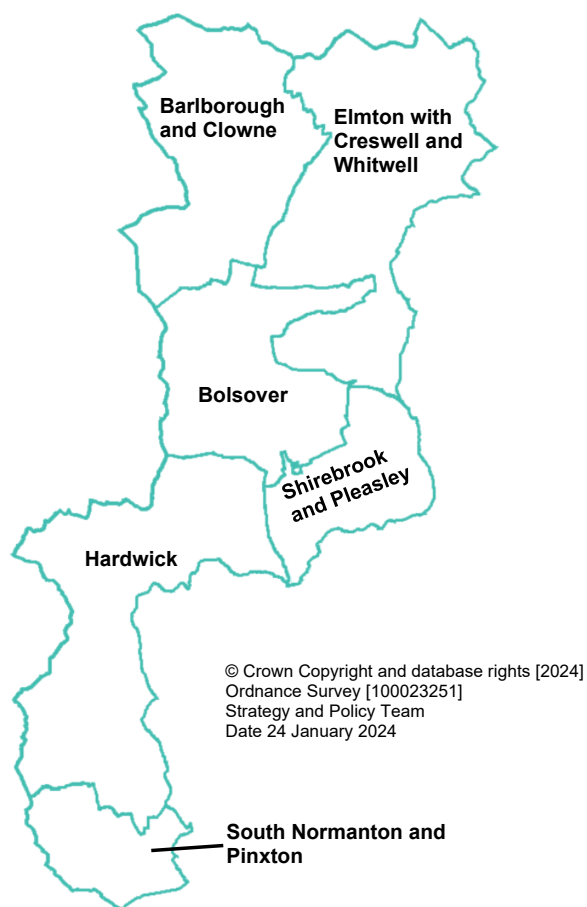 Barlborough
and Clowne
Elmton with
Creswell and
Whitwell
Bolsover
Shirebrook
and Pleasley
Hardwick
© Crown Copyright and database rights [2024]
Ordnance Survey [100023251]
Strategy and Policy Team
Date 24 January 2024
South Normanton and
Pinxton